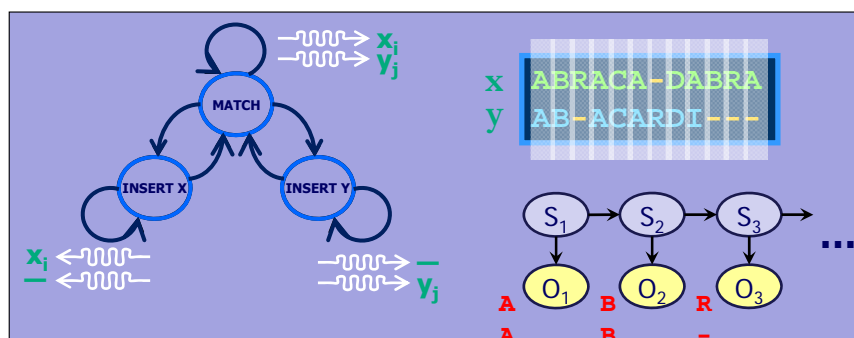 xi
yj
MATCH
INSERT X
INSERT Y
xi
—
—
yj
x ABRACA-DABRA
y AB-ACARDI---
S1 S2 S3 ...
O1 O2 O3
A B R
A B -